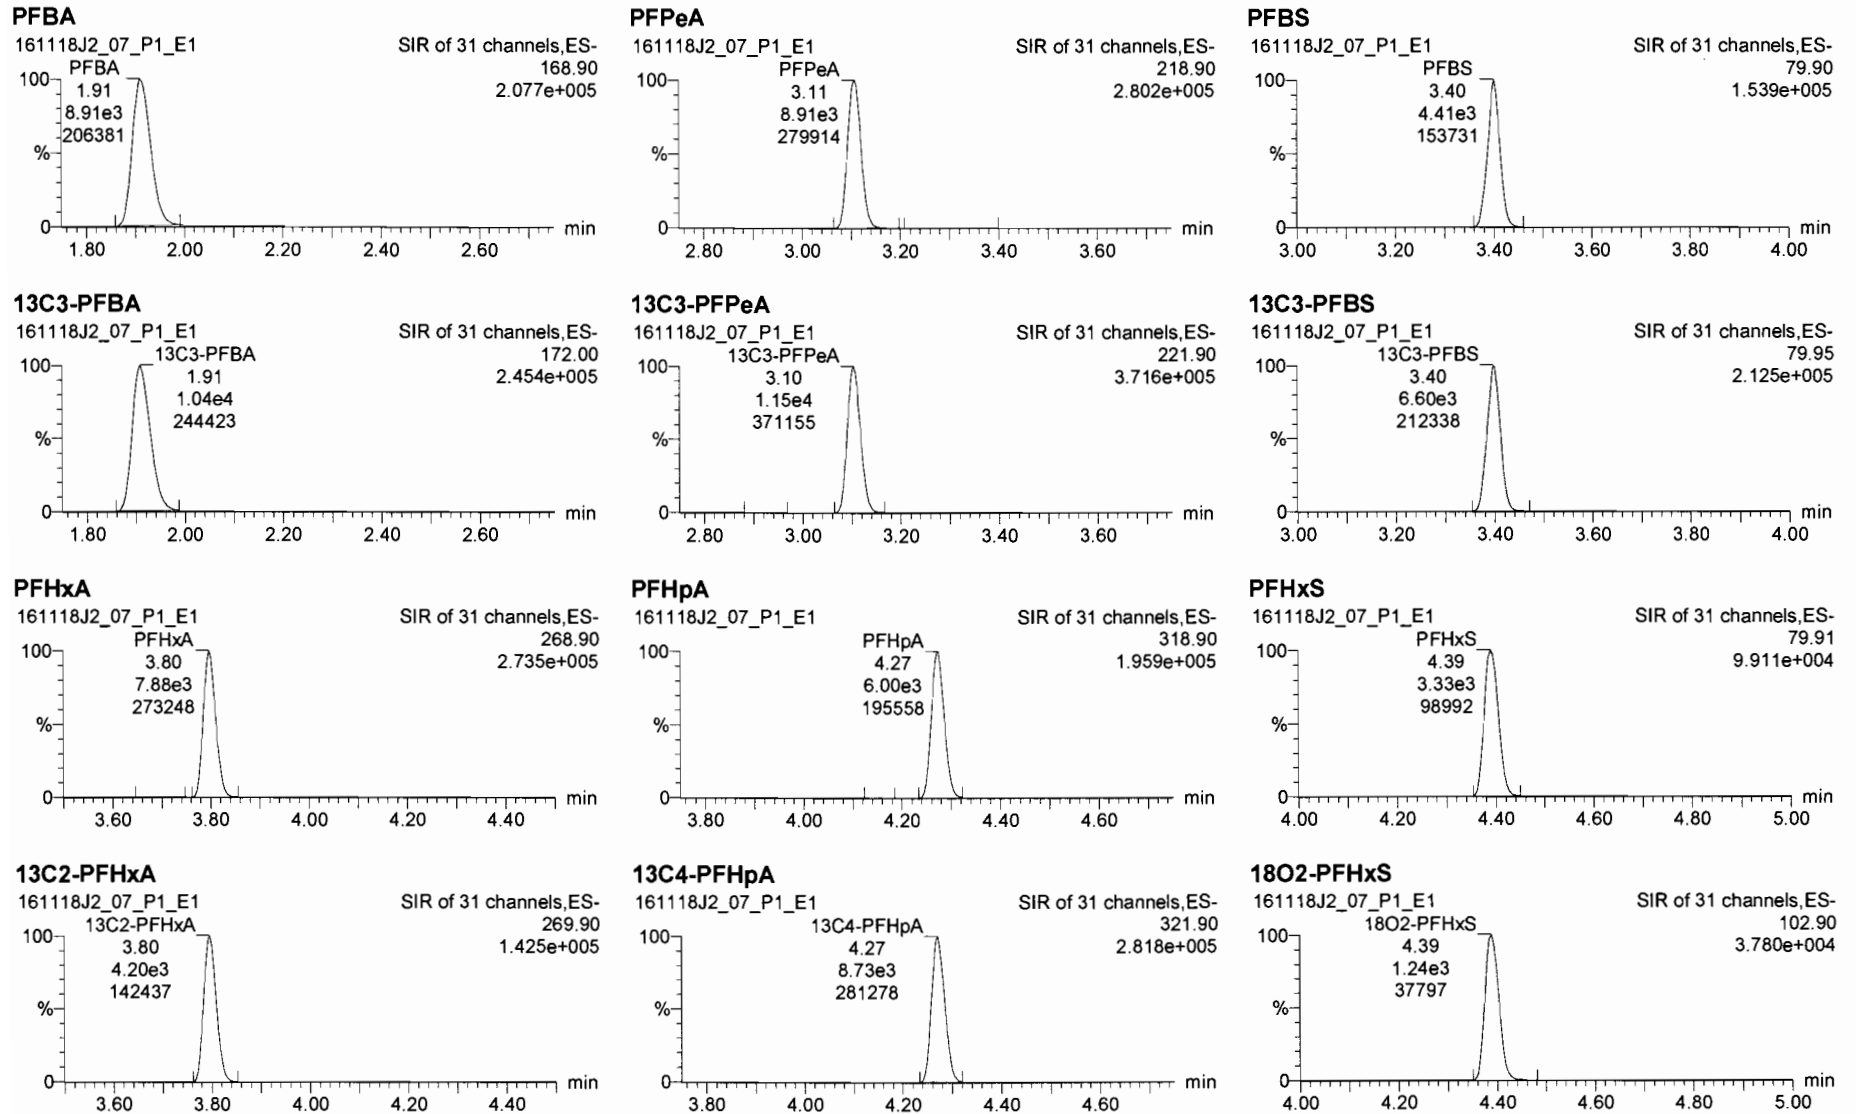 PFBA
161118J2_07_P1_E1
SIR of 31 channels,ES-
168.90
2.077e+005
PFBA
1.91
8.91e3
206381
100
%
0
1.80 2.00 2.20 2.40 2.60
min
PFPeA
161118J2_07_P1_E1
SIR of 31 channels,ES-
218.90
2.802e+005
PFPeA
3.11
8.91e3
279914
100
%
0
2.80 3.00 3.20 3.40 3.60
min
PFBS
161118J2_07_P1_E1
SIR of 31 channels,ES-
79.90
1.539e+005
PFBS
3.40
4.41e3
153731
100
%
0
3.00 3.20 3.40 3.60 3.80 4.00
min
13C3-PFBA
161118J2_07_P1_E1
SIR of 31 channels,ES-
172.00
2.454e+005
13C3-PFBA
1.91
1.04e4
244423
100
%
0
1.80 2.00 2.20 2.40 2.60
min
13C3-PFPeA
161118J2_07_P1_E1
SIR of 31 channels,ES-
221.90
3.716e+005
13C3-PFPeA
3.10
1.15e4
371155
100
%
0
2.80 3.00 3.20 3.40 3.60
min
13C3-PFBS
161118J2_07_P1_E1
SIR of 31 channels,ES-
79.95
2.125e+005
13C3-PFBS
3.40
6.60e3
212338
100
%
0
3.00 3.20 3.40 3.60 3.80 4.00
min
PFHxA
161118J2_07_P1_E1
SIR of 31 channels,ES-
268.90
2.735e+005
PFHxA
3.80
7.88e3
273248
100
%
0
3.60 3.80 4.00 4.20 4.40
min
PFHpA
161118J2_07_P1_E1
SIR of 31 channels,ES-
318.90
1.959e+005
PFHpA
4.27
6.00e3
195558
100
%
0
3.80 4.00 4.20 4.40 4.60
min
PFHxS
161118J2_07_P1_E1
SIR of 31 channels,ES-
79.91
9.911e+004
PFHxS
4.39
3.33e3
98992
100
%
0
4.00 4.20 4.40 4.60 4.80 5.00
min
13C2-PFHxA
161118J2_07_P1_E1
SIR of 31 channels,ES-
269.90
1.425e+005
13C2-PFHxA
3.80
4.20e3
142437
100
%
0
3.60 3.80 4.00 4.20 4.40
min
13C4-PFHpA
161118J2_07_P1_E1
SIR of 31 channels,ES-
321.90
2.818e+005
13C4-PFHpA
4.27
8.73e3
281278
100
%
0
3.80 4.00 4.20 4.40 4.60
min
18O2-PFHxS
161118J2_07_P1_E1
SIR of 31 channels,ES-
102.90
3.780e+004
18O2-PFHxS
4.39
1.24e3
37797
100
%
0
4.00 4.20 4.40 4.60 4.80 5.00
min